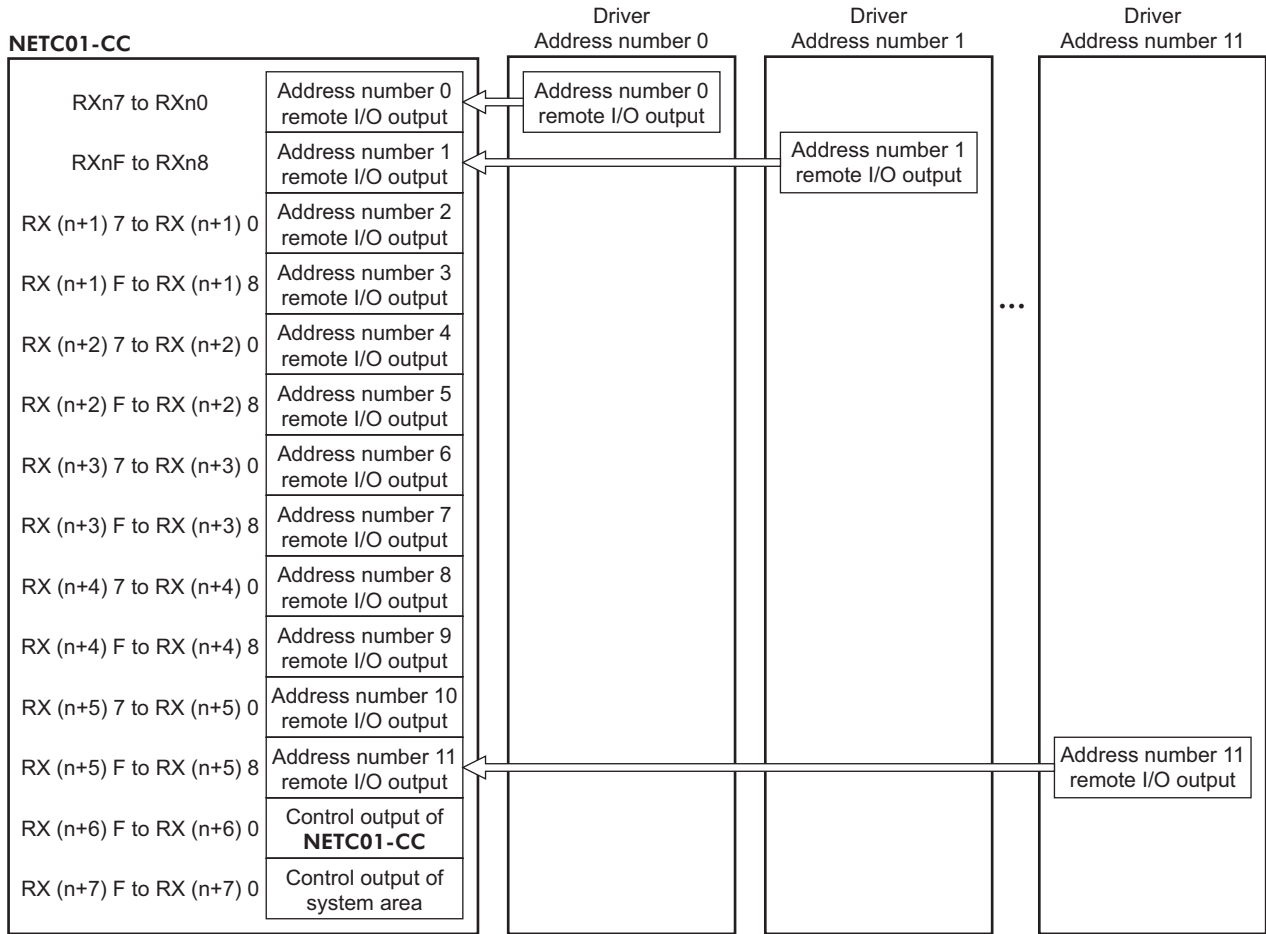 Driver
Address number 0
Driver
Address number 1
Driver
Address number 11
NETC01-CC
RXn7 to RXn0
Address number 0
remote I/O output
Address number 0
remote I/O output
RXnF to RXn8
Address number 1
remote I/O output
Address number 1
remote I/O output
RX (n+1) 7 to RX (n+1) 0
Address number 2
remote I/O output
RX (n+1) F to RX (n+1) 8
Address number 3
remote I/O output
...
RX (n+2) 7 to RX (n+2) 0
Address number 4
remote I/O output
RX (n+2) F to RX (n+2) 8
Address number 5
remote I/O output
RX (n+3) 7 to RX (n+3) 0
Address number 6
remote I/O output
RX (n+3) F to RX (n+3) 8
Address number 7
remote I/O output
RX (n+4) 7 to RX (n+4) 0
Address number 8
remote I/O output
RX (n+4) F to RX (n+4) 8
Address number 9
remote I/O output
RX (n+5) 7 to RX (n+5) 0
Address number 10
remote I/O output
RX (n+5) F to RX (n+5) 8
Address number 11
remote I/O output
Address number 11
remote I/O output
RX (n+6) F to RX (n+6) 0
Control output of
NETC01-CC
RX (n+7) F to RX (n+7) 0
Control output of
system area